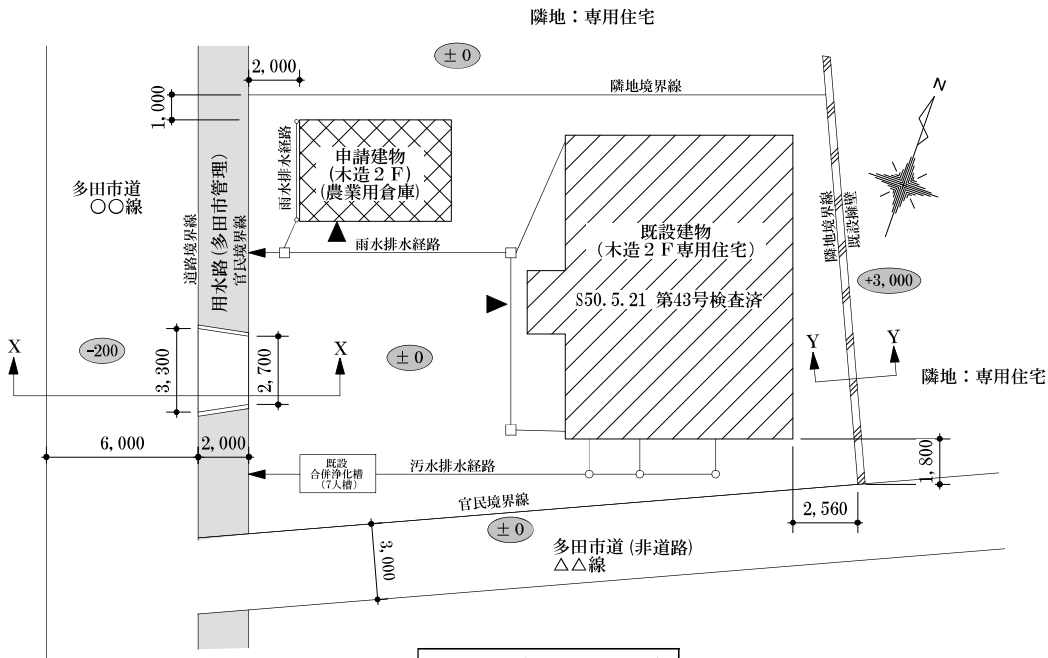 隣地：専用住宅
±0
2,000
隣地境界線
1,000
N
雨水排水経路
申請建物
(木造２Ｆ)
(農業用倉庫)
多田市道
〇〇線
道路境界線
用水路(多田市管理)
官民境界線
雨水排水経路
既設建物
(木造２Ｆ専用住宅)
S50.5.21 第43号検査済
隣地境界線
既設擁壁
+3,000
X
-200
3,300
2,700
X
±0
Y
Y
隣地：専用住宅
6,000
2,000
既設
合併浄化槽
(7人槽)
汚水排水経路
1,800
官民境界線
±0
2,560
3,000
多田市道(非道路)
△△線